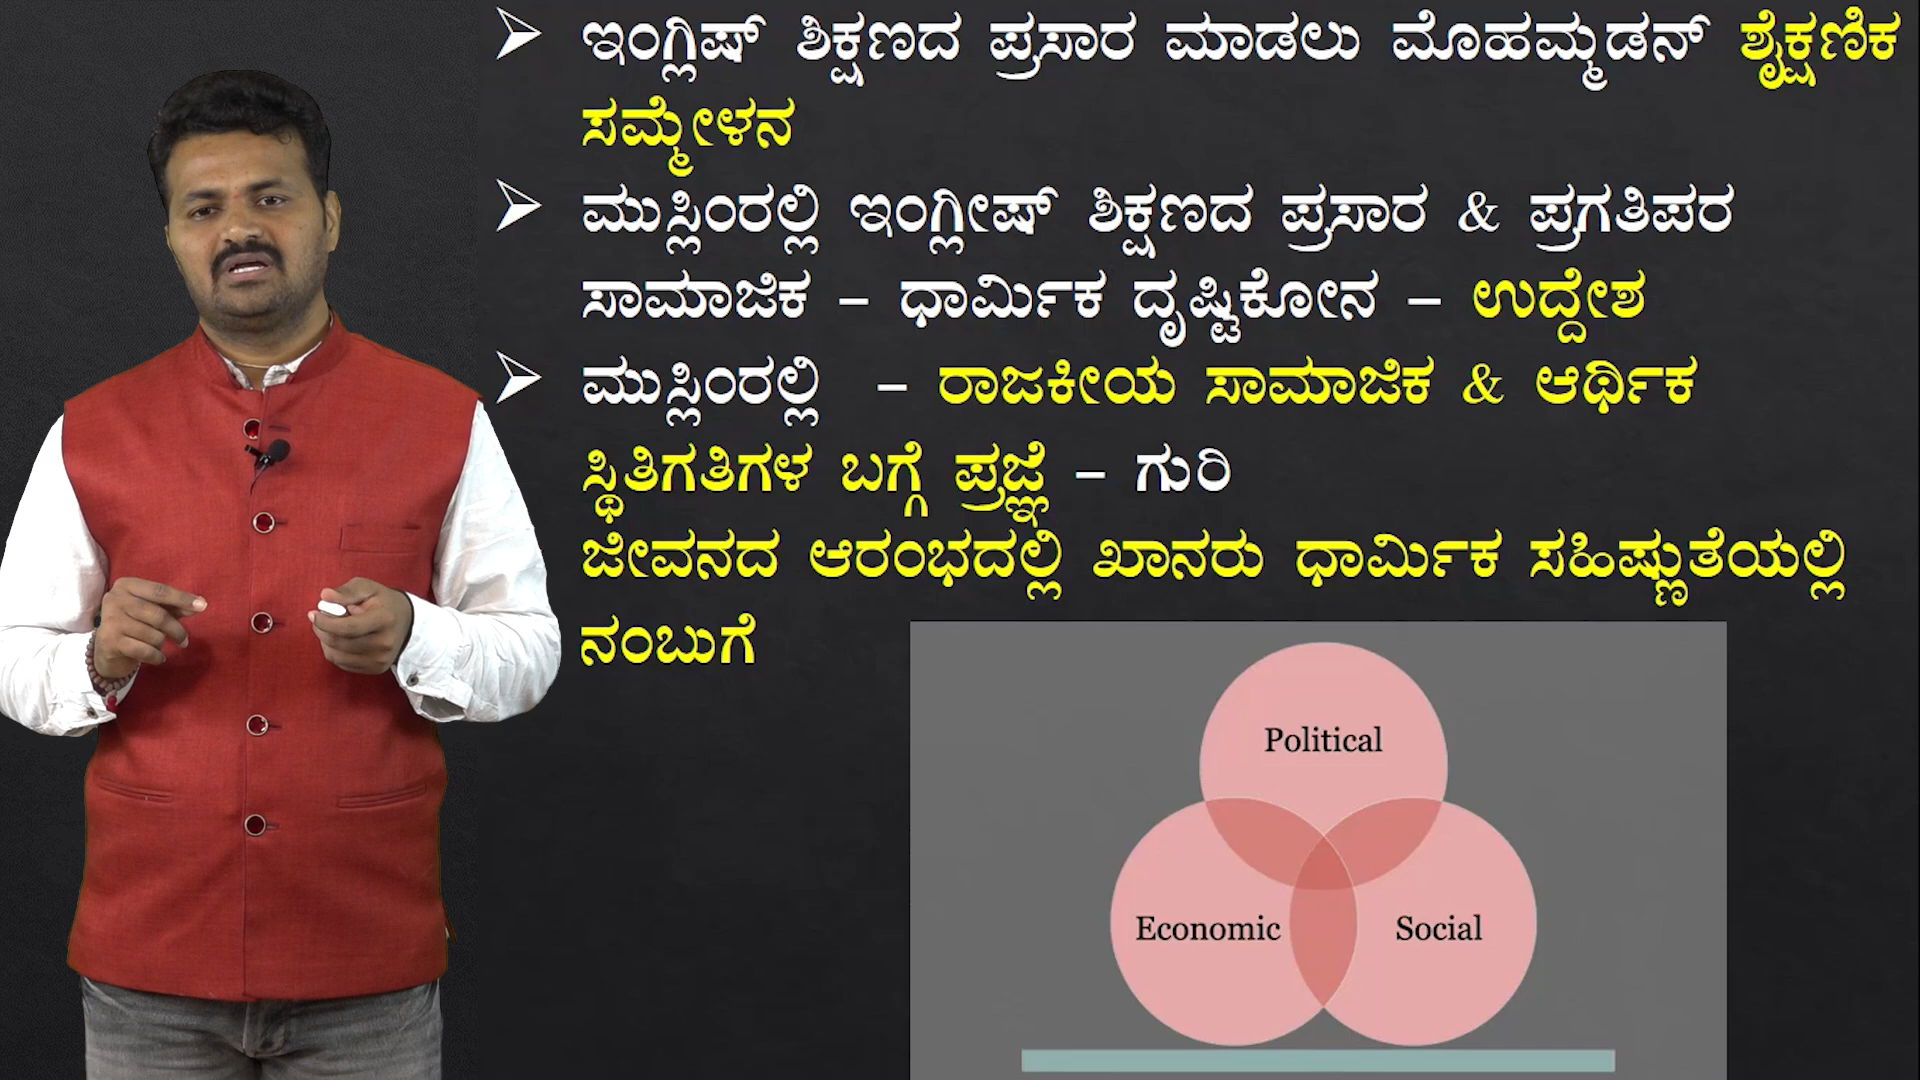 ಇಂಗ್ಲಿಷ್ ಶಿಕ್ಷಣದ ಪ್ರಸಾರ ಮಾಡಲು ಮೊಹಮ್ಮಡನ್ ಶೈಕ್ಷಣಿಕ
ಸಮ್ಮೇಳನ
ಮುಸ್ಲಿಂರಲ್ಲಿ ಇಂಗ್ಲೀಷ್ ಶಿಕ್ಷಣದ ಪ್ರಸಾರ & ಪ್ರಗತಿಪರ
ಸಾಮಾಜಿಕ – ಧಾರ್ಮಿಕ ದೃಷ್ಟಿಕೋನ – ಉದ್ದೇಶ
ಮುಸ್ಲಿಂರಲ್ಲಿ – ರಾಜಕೀಯ ಸಾಮಾಜಿಕ & ಆರ್ಥಿಕ
ಸ್ಥಿತಿಗತಿಗಳ ಬಗ್ಗೆ ಪ್ರಜ್ಞೆ – ಗುರಿ
ಜೀವನದ ಆರಂಭದಲ್ಲಿ ಖಾನರು ಧಾರ್ಮಿಕ ಸಹಿಷ್ಣುತೆಯಲ್ಲಿ
ನಂಬುಗೆ
Political
Economic
Social